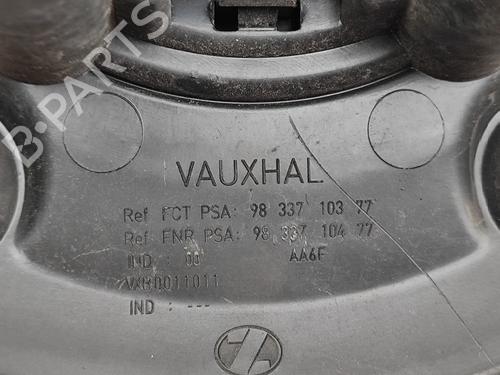 B-PARTS
VAUXHAL
Ref FCT PSA: 98 337 103 77
Ref FNR PSA: 98 337 104 77
IND : 00 AA6F
VXR0011011
IND : ---